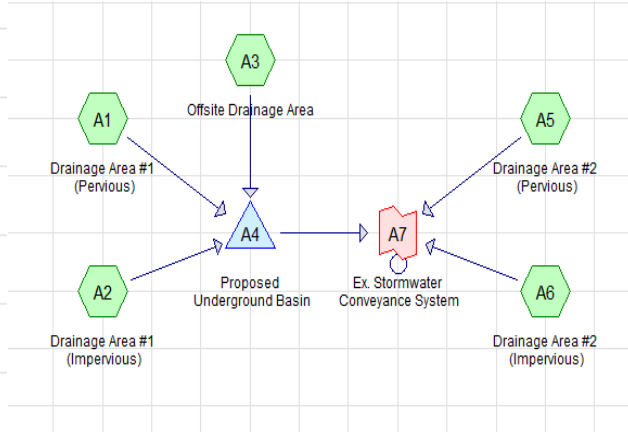 A3
Offsite Drainage Area
A1
Drainage Area #1
(Pervious)
A5
Drainage Area #2
(Pervious)
A4
Proposed
Underground Basin
A7
Ex. Stormwater
Conveyance System
A2
Drainage Area #1
(Impervious)
A6
Drainage Area #2
(Impervious)